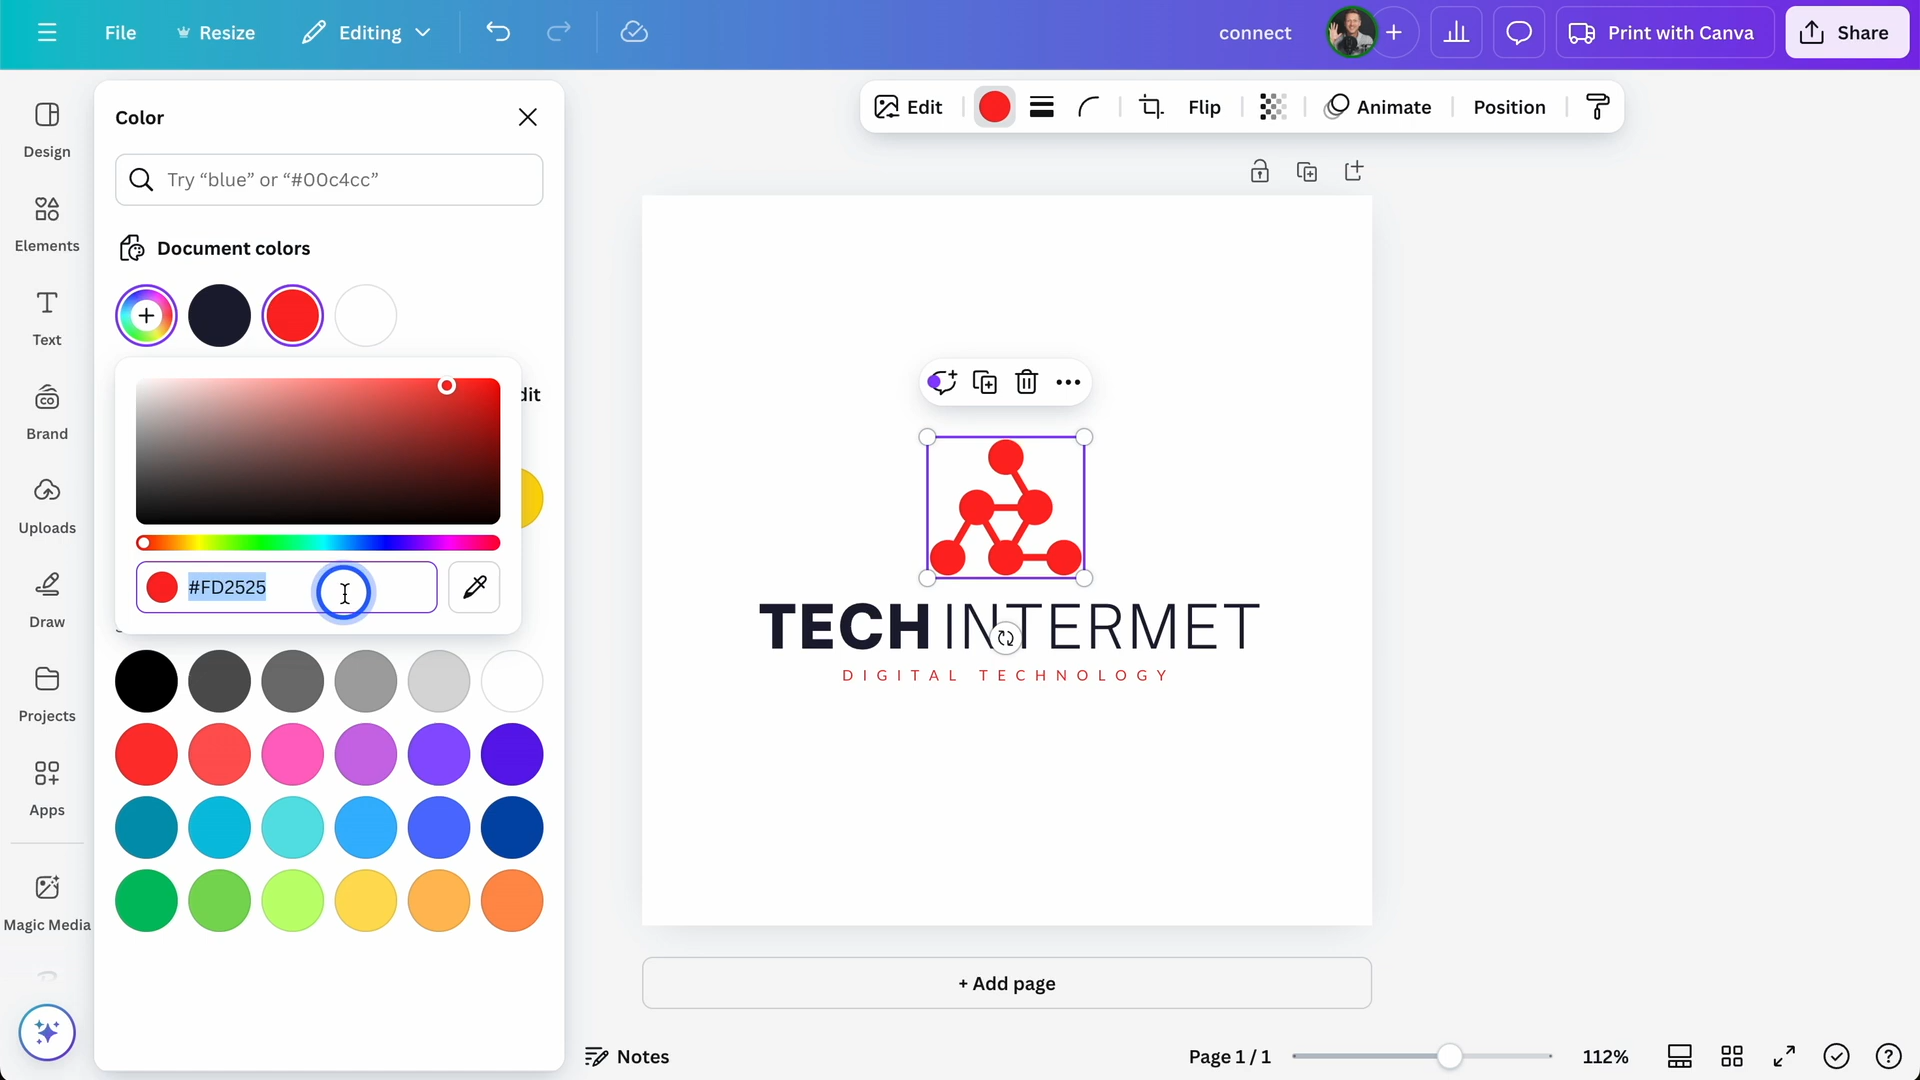 File
Resize
Editing
connect
Print with Canva
Share
Design
Elements
Text
Brand
Uploads
Draw
Projects
Apps
Magic Media
Color
Try “blue” or “#00c4cc”
Document colors
dit
#FD2525
Edit
Flip
Animate
Position
TECH INTERMET
DIGITAL TECHNOLOGY
+ Add page
Notes
Page 1 / 1
112%